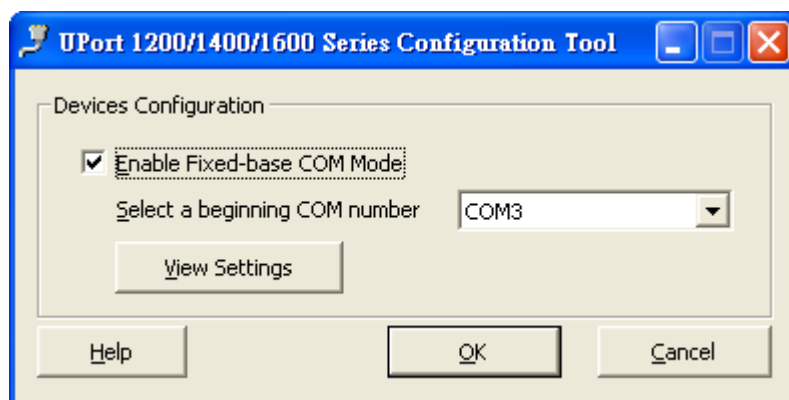 UPort 1200/1400/1600 Series Configuration Tool
Devices Configuration
Enable Fixed-base COM Mode
Select a beginning COM number COM3
View Settings
Help OK Cancel